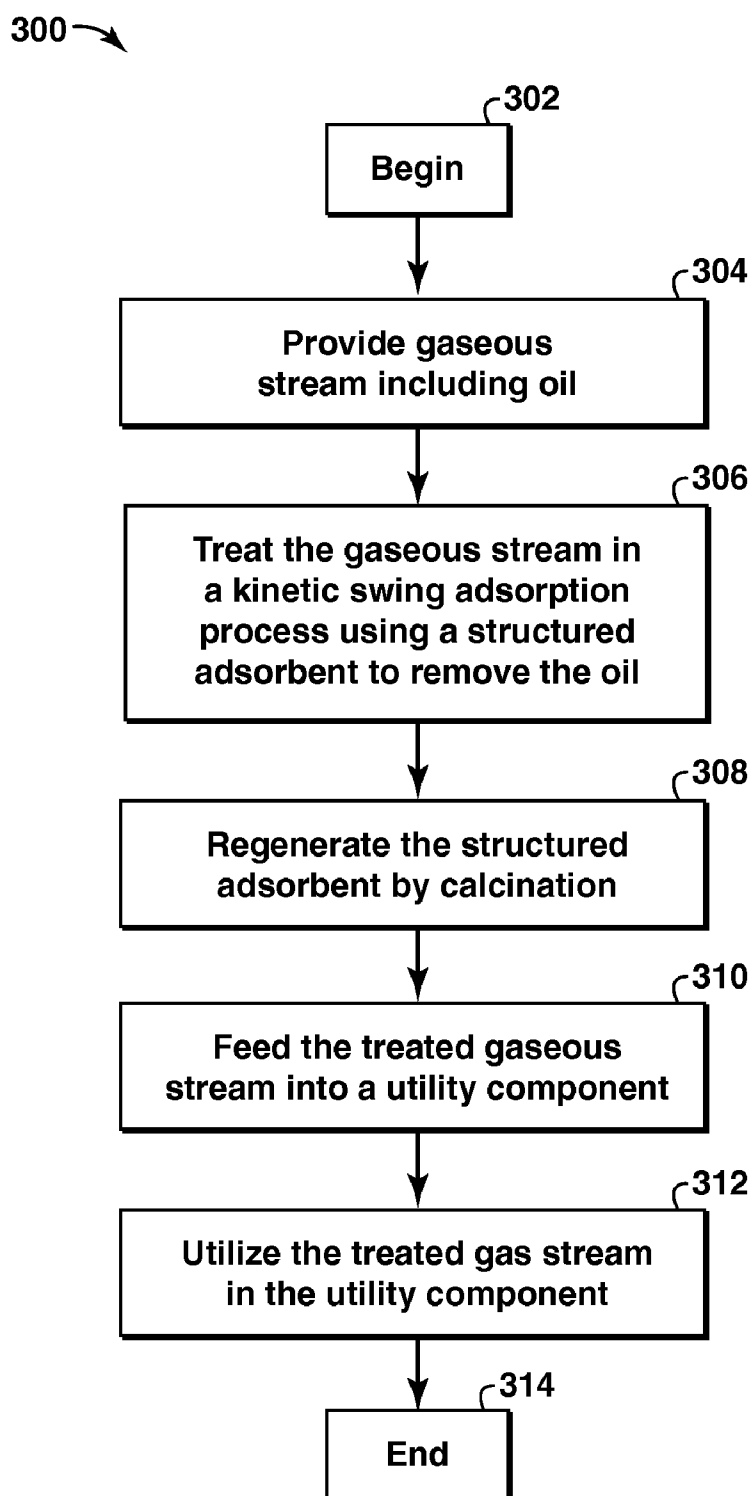 300
302
Begin
304
Provide gaseous
stream including oil
306
Treat the gaseous stream in
a kinetic swing adsorption
process using a structured
adsorbent to remove the oil
308
Regenerate the structured
adsorbent by calcination
310
Feed the treated gaseous
stream into a utility component
312
Utilize the treated gas stream
in the utility component
314
End